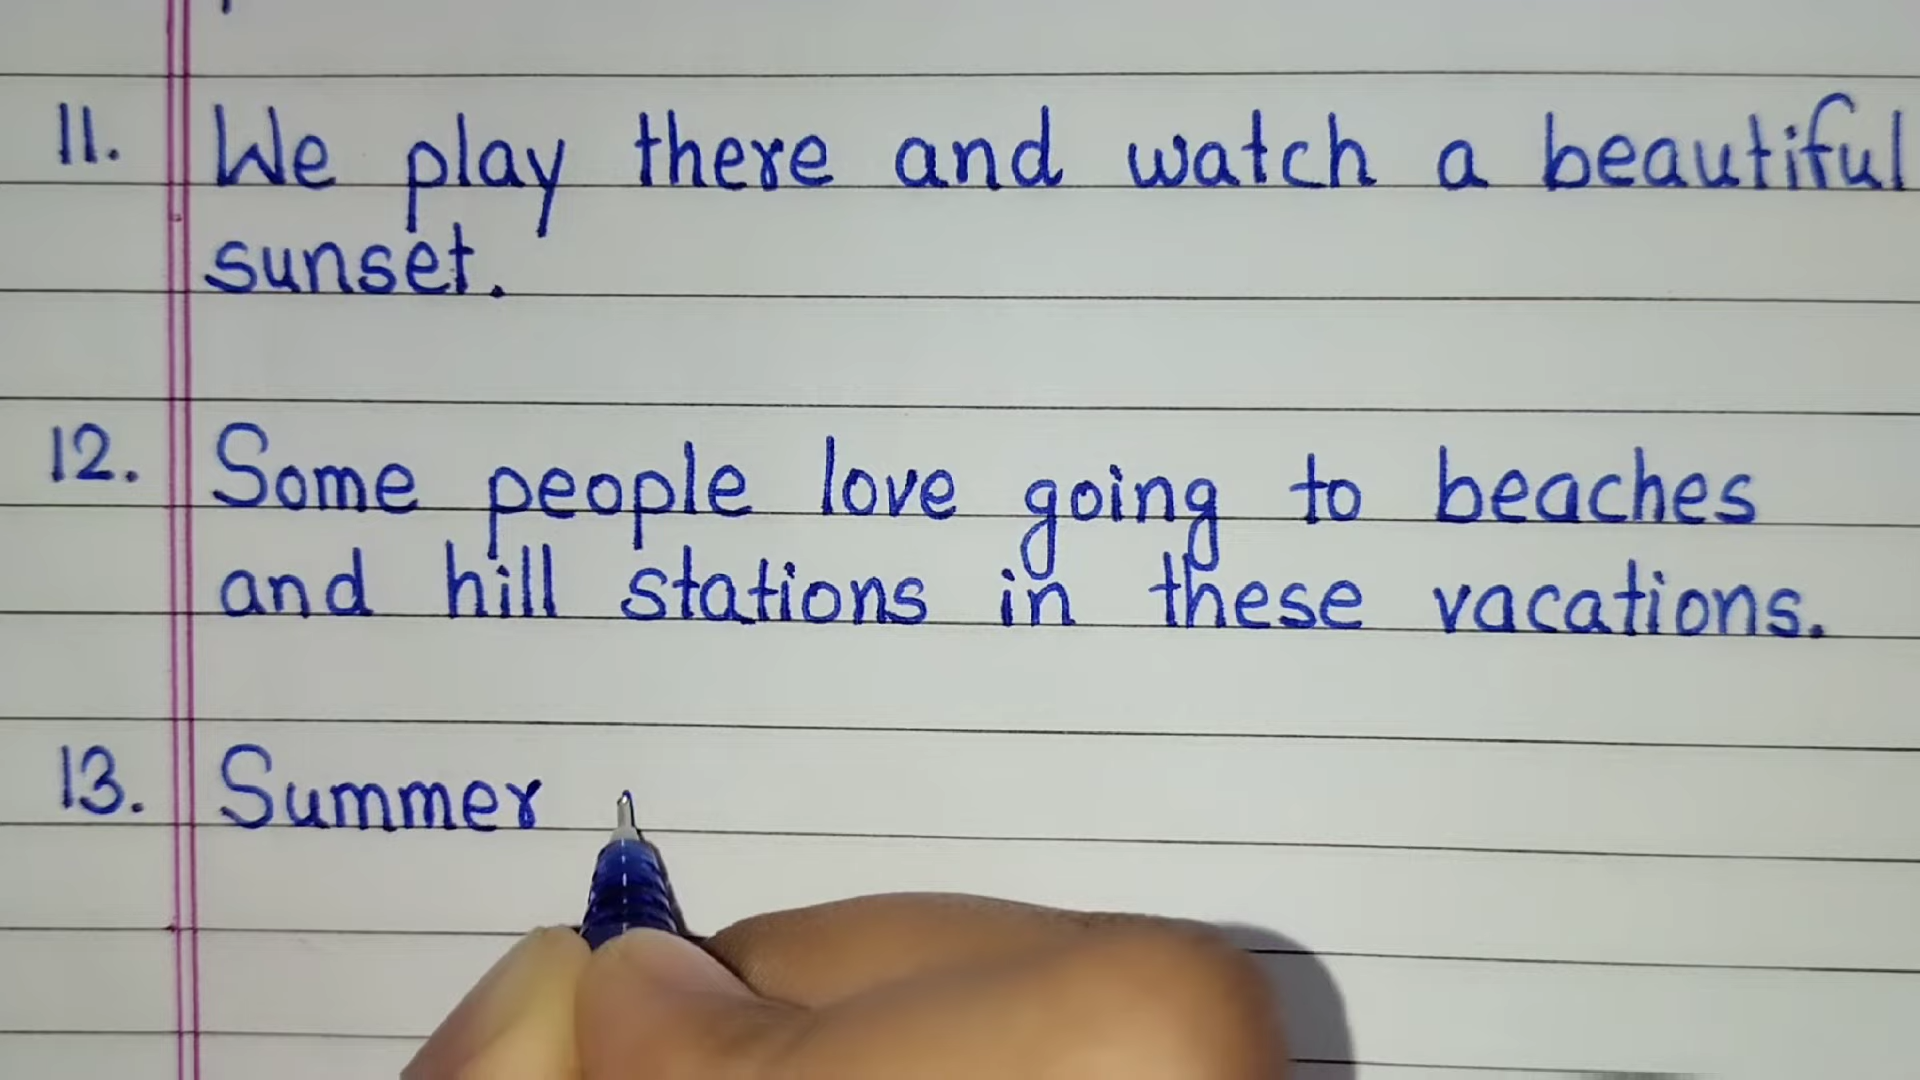 11. We play there and watch a beautiful
sunset.
12. Some people love going to beaches
and hill stations in these vacations.
13. Summer